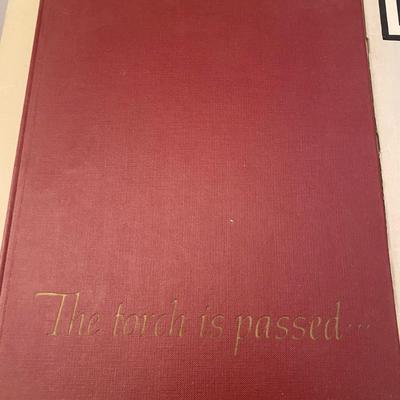 The torch is passed...